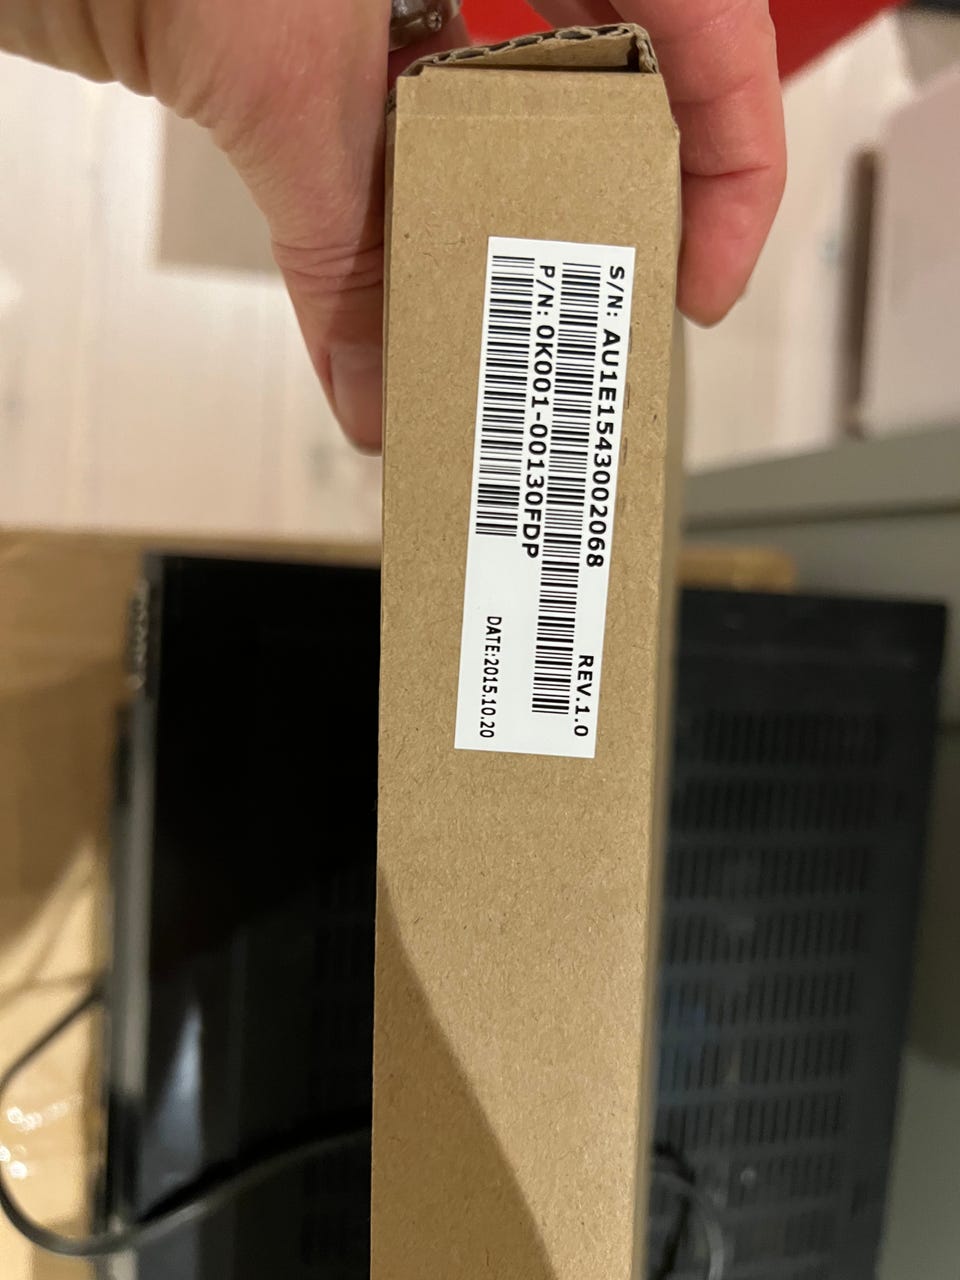 S/N: AU1E1543002068 REV.1.0
P/N: 0K001-00130FDP
DATE:2015.10.20